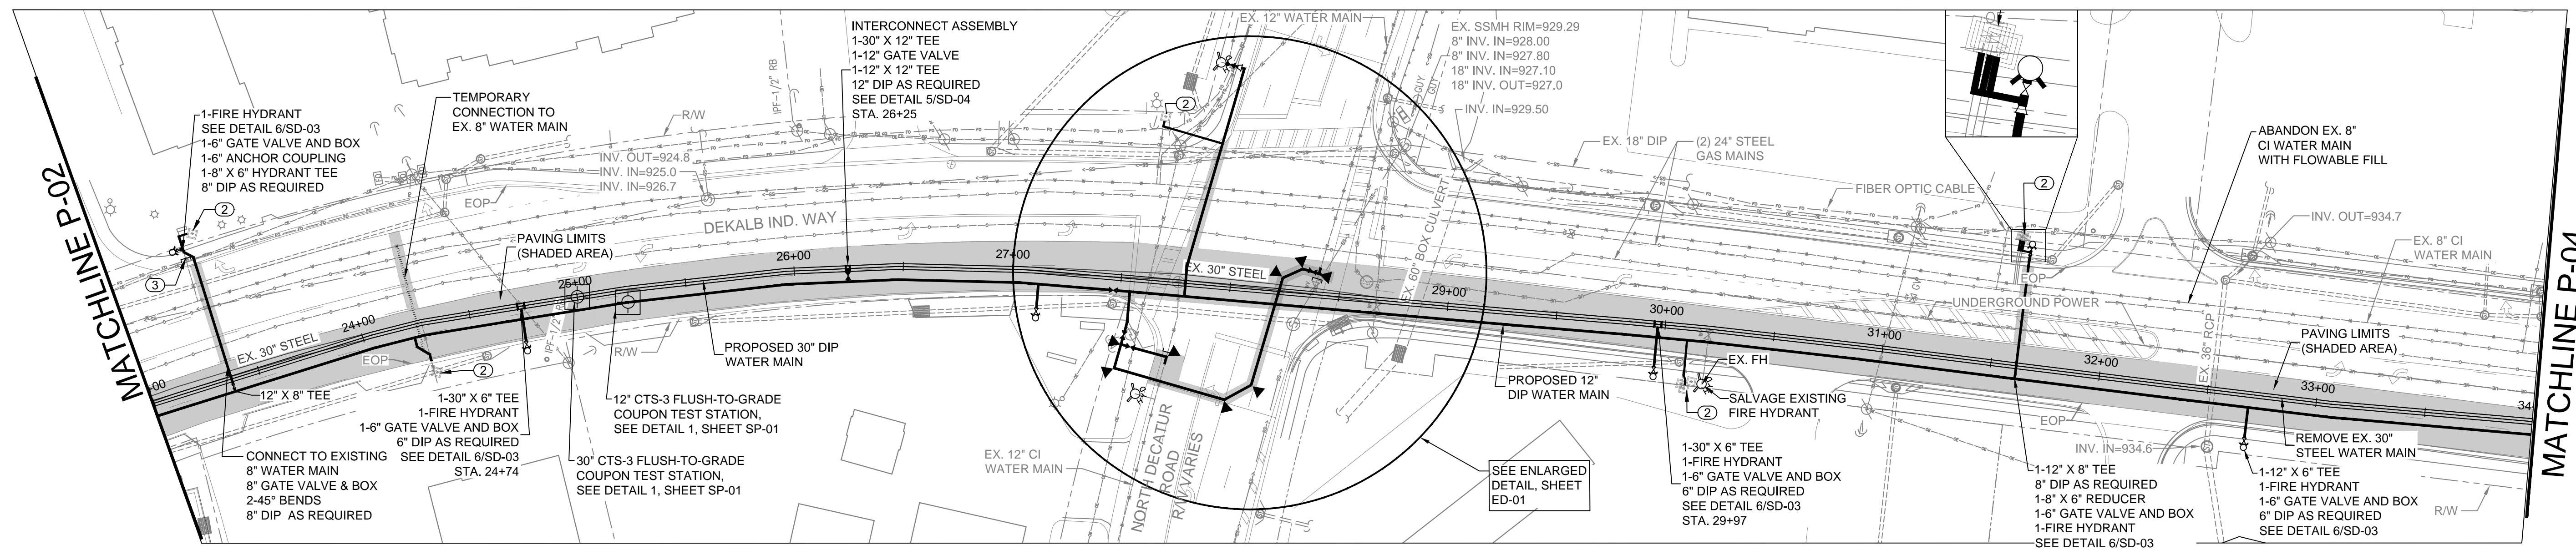 MATCHLINE P-02
1-FIRE HYDRANT
SEE DETAIL 6/SD-03
1-6" GATE VALVE AND BOX
1-6" ANCHOR COUPLING
1-8" X 6" HYDRANT TEE
8" DIP AS REQUIRED
2
3
TEMPORARY
CONNECTION TO
EX. 8" WATER MAIN
IPF-1/2" RB
R/W
INV. OUT=924.8
INV. IN=925.0
INV. IN=926.7
EOP
DEKALB IND. WAY
PAVING LIMITS
(SHADED AREA)
INTERCONNECT ASSEMBLY
1-30" X 12" TEE
1-12" GATE VALVE
1-12" X 12" TEE
12" DIP AS REQUIRED
SEE DETAIL 5/SD-04
STA. 26+25
EX. 12" WATER MAIN
2
EX. SSMH RIM=929.29
8" INV. IN=928.00
8" INV. IN=927.80
18" INV. IN=927.10
18" INV. OUT=927.0
INV. IN=929.50
GUY
GUY
EX. 18" DIP
(2) 24" STEEL
GAS MAINS
FIBER OPTIC CABLE
2
ABANDON EX. 8"
CI WATER MAIN
WITH FLOWABLE FILL
INV. OUT=934.7
EX. 8" CI
WATER MAIN
MATCHLINE P-04
+00
EX. 30" STEEL
24+00
25+00
26+00
27+00
EX. 30" STEEL
EX. 60" BOX CULVERT
29+00
30+00
31+00
32+00
33+00
34
EOP
UNDERGROUND POWER
EX. 36" RCP
PAVING LIMITS
(SHADED AREA)
12" X 8" TEE
CONNECT TO EXISTING
8" WATER MAIN
8" GATE VALVE & BOX
2-45° BENDS
8" DIP AS REQUIRED
EOP
2
1-30" X 6" TEE
1-FIRE HYDRANT
1-6" GATE VALVE AND BOX
6" DIP AS REQUIRED
SEE DETAIL 6/SD-03
STA. 24+74
IPF-1/2" RB
R/W
30" CTS-3 FLUSH-TO-GRADE
COUPON TEST STATION,
SEE DETAIL 1, SHEET SP-01
12" CTS-3 FLUSH-TO-GRADE
COUPON TEST STATION,
SEE DETAIL 1, SHEET SP-01
PROPOSED 30" DIP
WATER MAIN
EX. 12" CI
WATER MAIN
NORTH DECATUR
ROAD
R/W VARIES
SEE ENLARGED
DETAIL, SHEET
ED-01
PROPOSED 12"
DIP WATER MAIN
EX. FH
SALVAGE EXISTING
FIRE HYDRANT
2
1-30" X 6" TEE
1-FIRE HYDRANT
1-6" GATE VALVE AND BOX
6" DIP AS REQUIRED
SEE DETAIL 6/SD-03
STA. 29+97
EOP
INV. IN=934.6
1-12" X 8" TEE
8" DIP AS REQUIRED
1-8" X 6" REDUCER
1-6" GATE VALVE AND BOX
1-FIRE HYDRANT
SEE DETAIL 6/SD-03
REMOVE EX. 30"
STEEL WATER MAIN
1-12" X 6" TEE
1-FIRE HYDRANT
1-6" GATE VALVE AND BOX
6" DIP AS REQUIRED
SEE DETAIL 6/SD-03
R/W